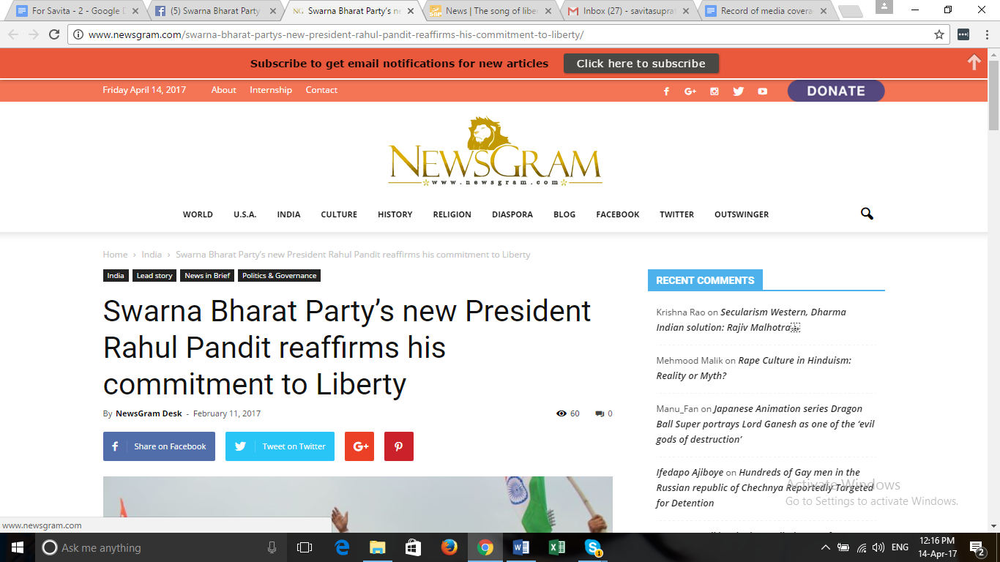 For Savita - 2 - Google D
(5) Swarna Bharat Party
NG Swarna Bharat Party's ne
News | The song of liber
Inbox (27) - savitasuprat
Record of media covera
www.newsgram.com/swarna-bharat-partys-new-president-rahul-pandit-reaffirms-his-commitment-to-liberty/
Subscribe to get email notifications for new articles Click here to subscribe
Friday April 14, 2017 About Internship Contact DONATE
NEWSGRAM
www.newsgram.com
WORLD U.S.A. INDIA CULTURE HISTORY RELIGION DIASPORA BLOG FACEBOOK TWITTER OUTSWINGER
Home › India › Swarna Bharat Party's new President Rahul Pandit reaffirms his commitment to Liberty
India Lead story News in Brief Politics & Governance
Swarna Bharat Party's new President
Rahul Pandit reaffirms his
commitment to Liberty
By NewsGram Desk - February 11, 2017 60 0
Share on Facebook Tweet on Twitter G+
RECENT COMMENTS
Krishna Rao on Secularism Western, Dharma
Indian solution: Rajiv Malhotra
Mehmood Malik on Rape Culture in Hinduism:
Reality or Myth?
Manu_Fan on Japanese Animation series Dragon
Ball Super portrays Lord Ganesh as one of the 'evil
gods of destruction'
Ifedapo Ajiboye on Hundreds of Gay men in the
Russian republic of Chechnya Reportedly Targeted
for Detention
Activate Windows
Go to Settings to activate Windows.
www.newsgram.com
Ask me anything
ENG
12:16 PM
14-Apr-17
2
1